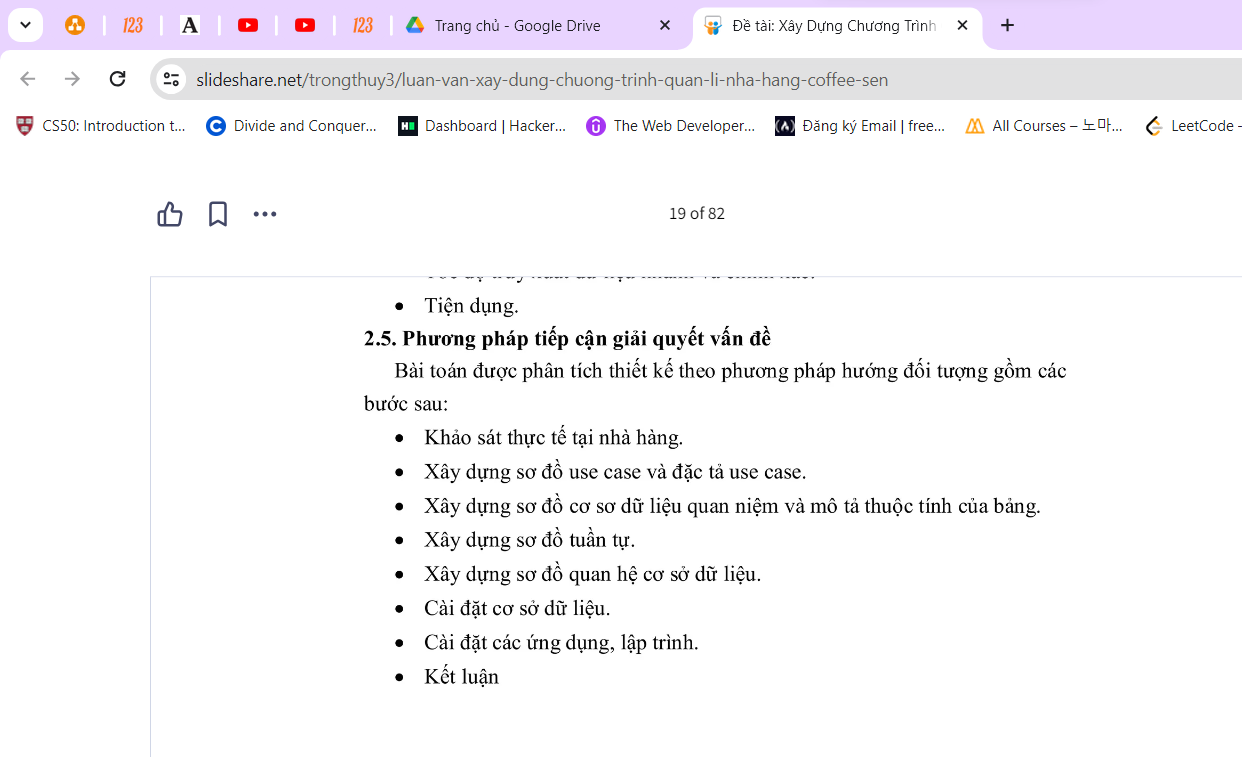 123
A
123
Trang chủ - Google Drive
Đề tài: Xây Dựng Chương Trình
slideshare.net/trongthuy3/luan-van-xay-dung-chuong-trinh-quan-li-nha-hang-coffee-sen
CS50: Introduction t...
Divide and Conquer...
Dashboard | Hacker...
The Web Developer...
Đăng ký Email | free...
All Courses – 노마...
LeetCode -
19 of 82
Tiện dụng.
2.5. Phương pháp tiếp cận giải quyết vấn đề
Bài toán được phân tích thiết kế theo phương pháp hướng đối tượng gồm các
bước sau:
• Khảo sát thực tế tại nhà hàng.
• Xây dựng sơ đồ use case và đặc tả use case.
• Xây dựng sơ đồ cơ sơ dữ liệu quan niệm và mô tả thuộc tính của bảng.
• Xây dựng sơ đồ tuần tự.
• Xây dựng sơ đồ quan hệ cơ sở dữ liệu.
• Cài đặt cơ sở dữ liệu.
• Cài đặt các ứng dụng, lập trình.
• Kết luận